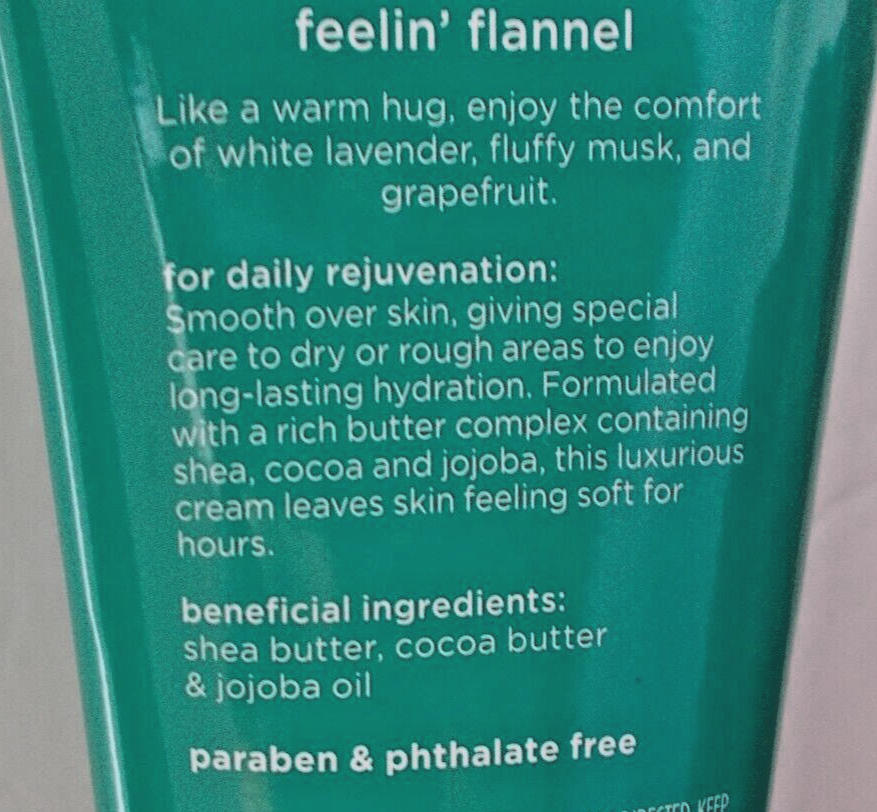 feelin' flannel
Like a warm hug, enjoy the comfort
of white lavender, fluffy musk, and
grapefruit.
for daily rejuvenation:
Smooth over skin, giving special
care to dry or rough areas to enjoy
long-lasting hydration. Formulated
with a rich butter complex containing
shea, cocoa and jojoba, this luxurious
cream leaves skin feeling soft for
hours.
beneficial ingredients:
shea butter, cocoa butter
& jojoba oil
paraben & phthalate free
KEEP